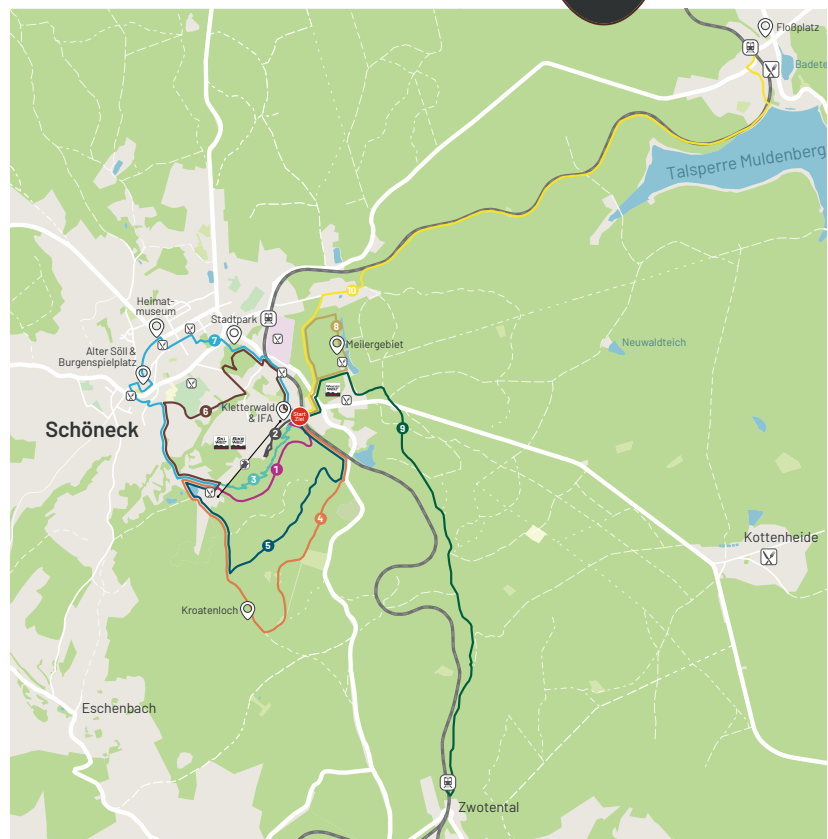 Floßplatz
Badete
Talsperre Muldenberg
10
Heimat-
museum
Stadtpark
7
8
Meilergebiet
Neuwaldteich
Alter Söll &
Burgenspielplatz
6
Kletterwald
& IFA
Start
Ziel
Schöneck
2
9
1
3
4
5
Kottenheide
Kroatenloch
Eschenbach
Zwotental